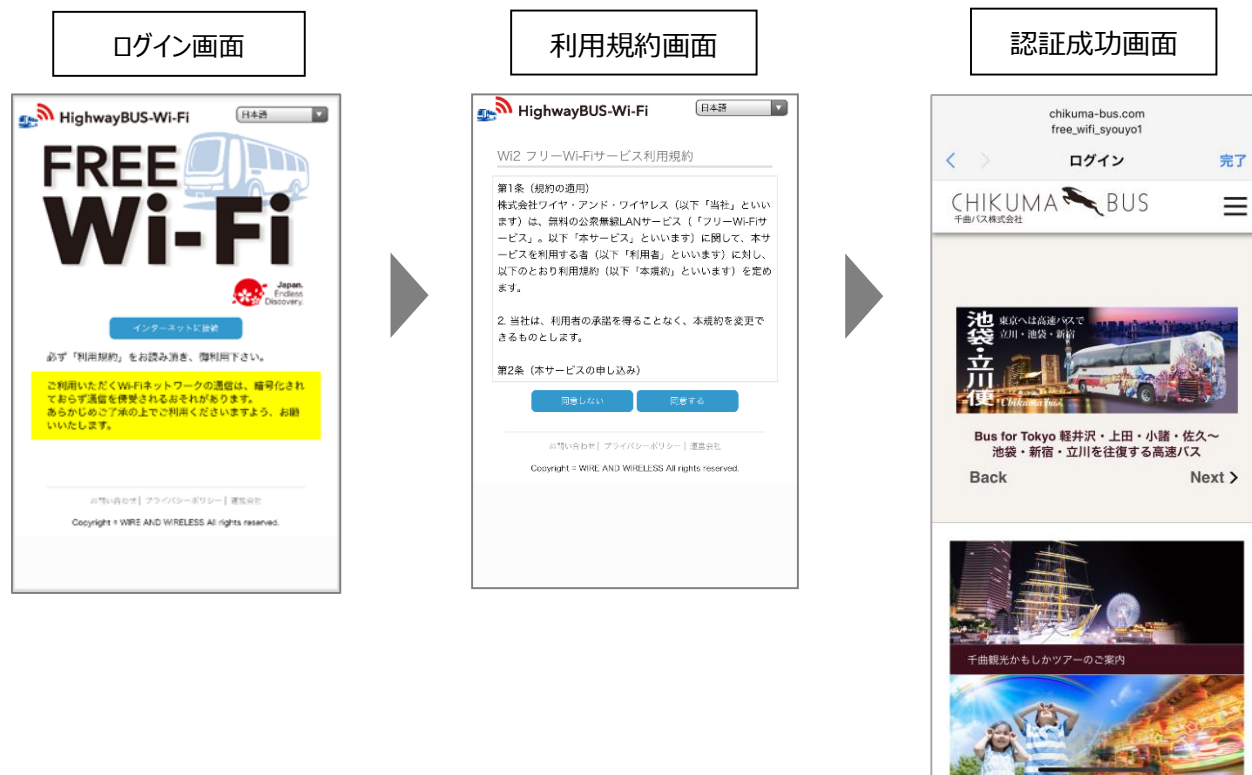 ログイン画面
利用規約画面
認証成功画面
HighwayBUS-Wi-Fi
日本語
FREE
Wi-Fi
Japan.
Endless
Discovery.
インターネットに接続
必ず「利用規約」をお読み頂き、御利用下さい。
ご利用いただくWi-Fiネットワークの通信は、暗号化され
ておらず通信を傍受されるおそれがあります。
あらかじめご了承の上でご利用くださいますよう、お願
いいたします。
お問い合わせ| プライバシーポリシー| 運営会社
Copyright © WIRE AND WIRELESS All rights reserved.
HighwayBUS-Wi-Fi
日本語
Wi2 フリーWi-Fiサービス利用規約
第1条（規約の適用）
株式会社ワイヤ・アンド・ワイヤレス（以下「当社」といい
ます）は、無料の公衆無線LANサービス（「フリーWi-Fiサ
ービス」。以下「本サービス」といいます）に関して、本サ
ービスを利用する者（以下「利用者」といいます）に対し、
以下のとおり利用規約（以下「本規約」といいます）を定め
ます。
2. 当社は、利用者の承諾を得ることなく、本規約を変更で
きるものとします。
第2条（本サービスの申し込み）
同意しない
同意する
お問い合わせ| プライバシーポリシー| 運営会社
Copyright © WIRE AND WIRELESS All rights reserved.
chikuma-bus.com
free_wifi_syouyo1
ログイン
完了
CHIKUMA BUS
千曲バス株式会社
池袋・立川便
東京へは高速バスで
立川・池袋・新宿
Chikuma bus
Bus for Tokyo 軽井沢・上田・小諸・佐久～
池袋・新宿・立川を往復する高速バス
Back
Next
千曲観光かもしかツアーのご案内